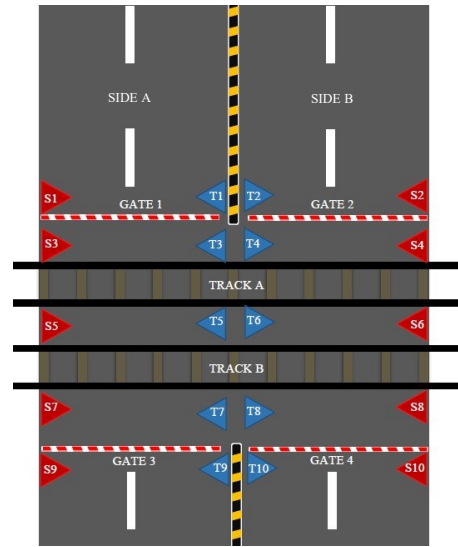 SIDE A SIDE B
S1 T1 T2 S2
GATE 1 GATE 2
S3 T3 T4 S4
TRACK A
S5 T5 T6 S6
TRACK B
S7 T7 T8 S8
GATE 3 GATE 4
S9 T9 T10 S10